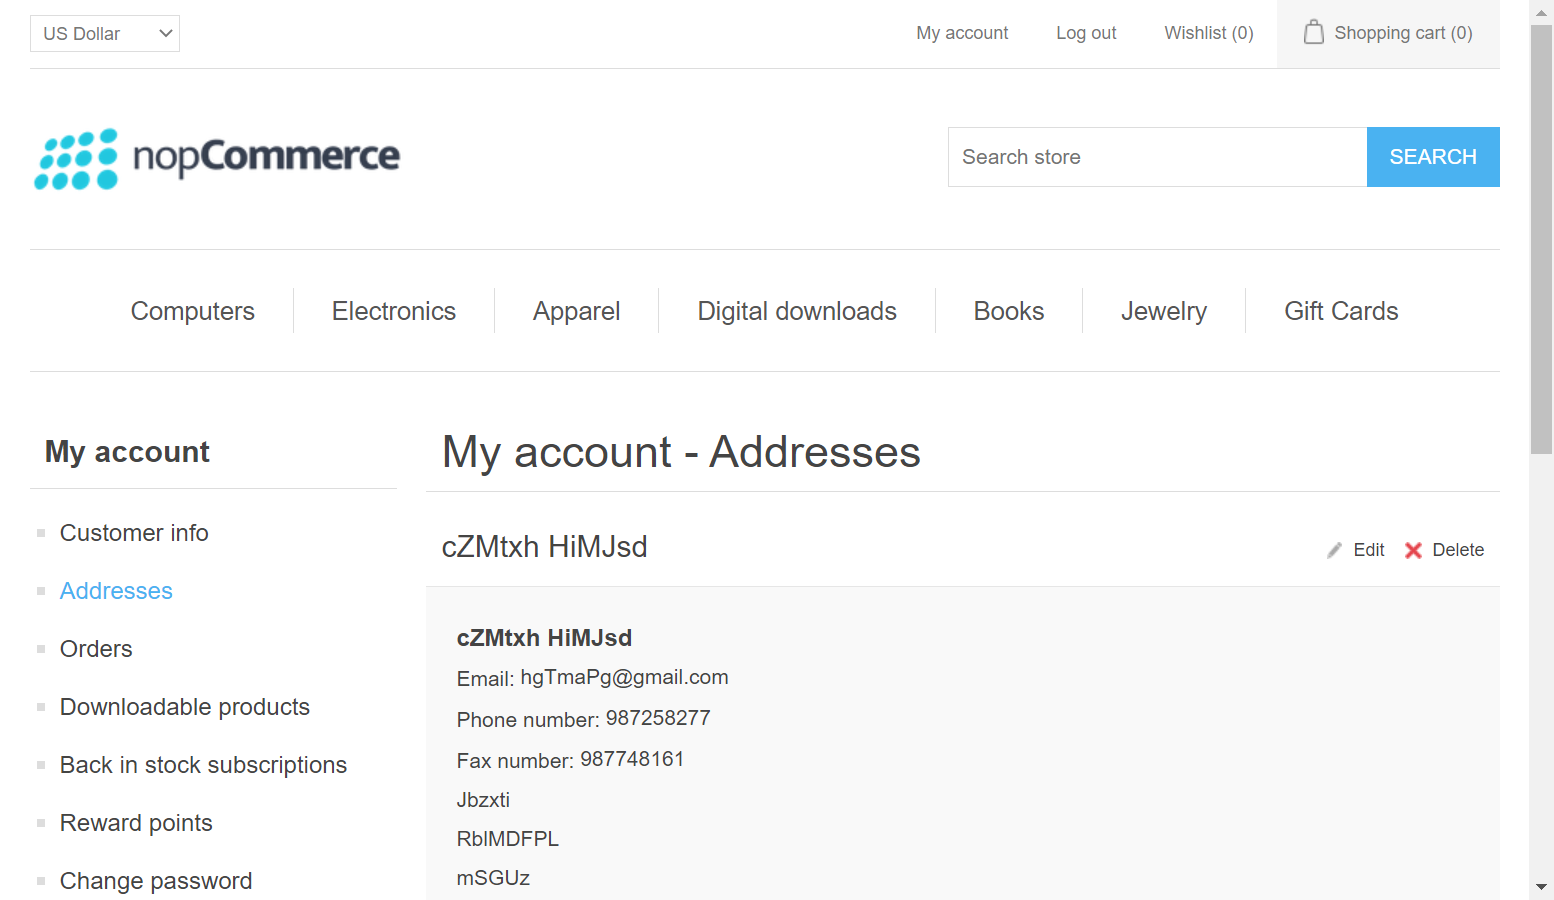 US Dollar
My account
Log out
Wishlist (0)
Shopping cart (0)
nopCommerce
Search store
SEARCH
Computers
Electronics
Apparel
Digital downloads
Books
Jewelry
Gift Cards
My account
Customer info
Addresses
Orders
Downloadable products
Back in stock subscriptions
Reward points
Change password
My account - Addresses
cZMtxh HiMJsd
Edit
Delete
cZMtxh HiMJsd
Email: hgTmaPg@gmail.com
Phone number: 987258277
Fax number: 987748161
Jbzxti
RblMDFPL
mSGUz